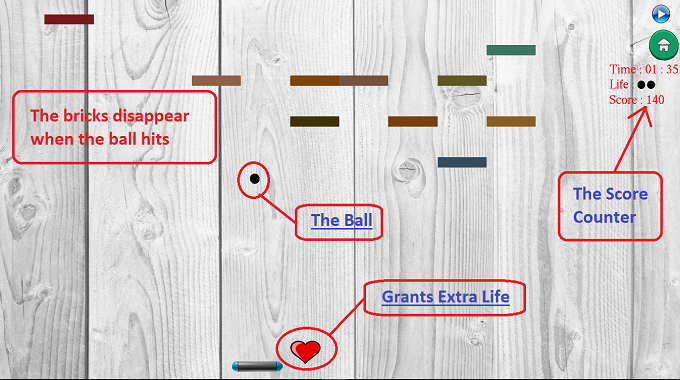 Time : 01 : 35
Life :
Score : 140
The bricks disappear
when the ball hits
The Score
Counter
The Ball
Grants Extra Life